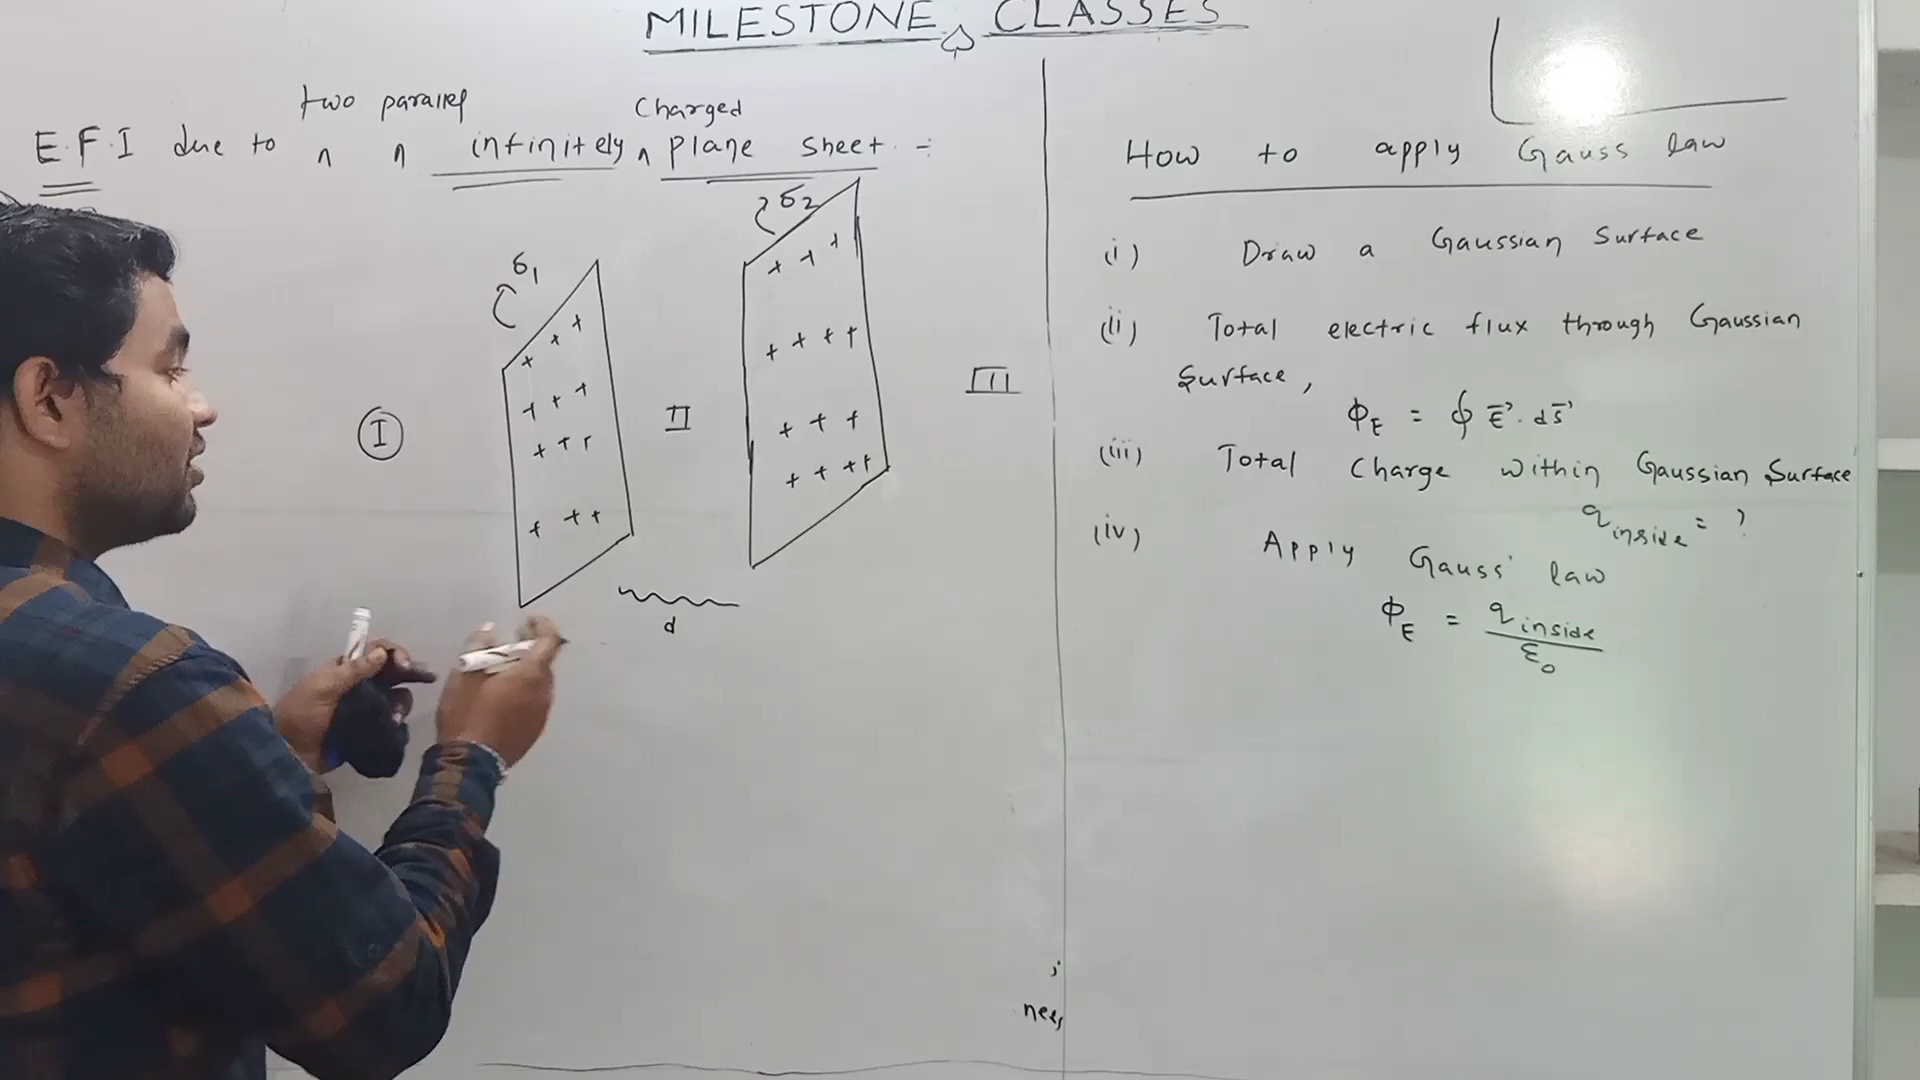 MILESTONE CLASSES
two parallel Charged
E.F.I due to infinitely plane sheet :-
σ1
σ2
I
II
III
d
How to apply Gauss law
(i) Draw a Gaussian Surface
(ii) Total electric flux through Gaussian
Surface,
ΦE = ∮ E⃗ . dS⃗
(iii) Total Charge within Gaussian Surface
qinside = ?
(iv) Apply Gauss' law
ΦE = qinside / ε0